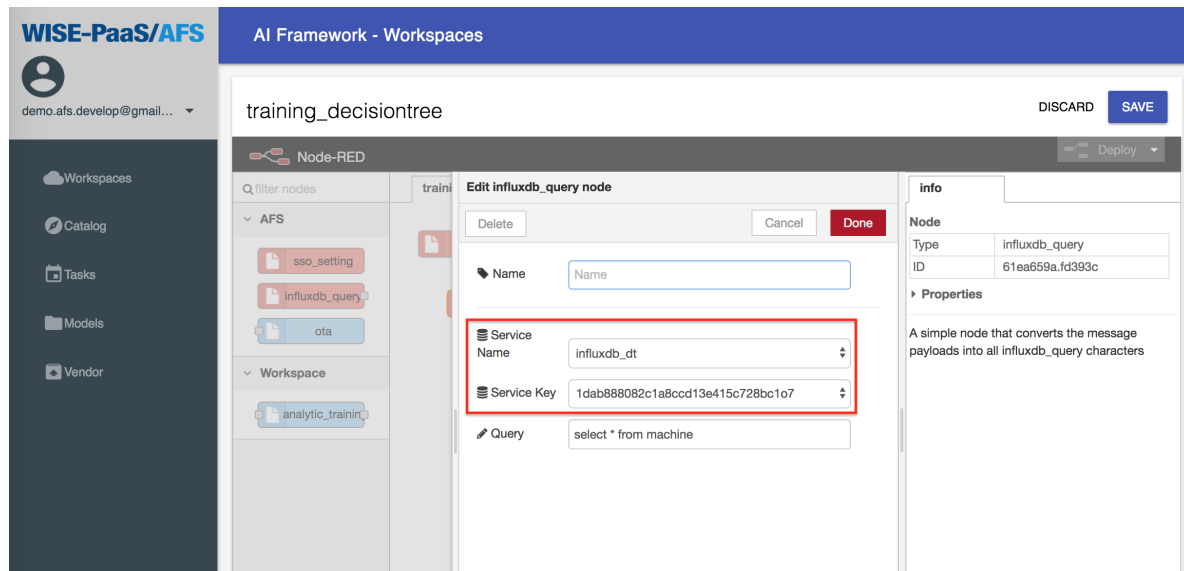 WISE-PaaS/AFS
AI Framework - Workspaces
demo.afs.develop@gmail...
training_decisiontree
DISCARD
SAVE
Node-RED
Deploy
Workspaces
Catalog
Tasks
Models
Vendor
filter nodes
AFS
sso_setting
influxdb_query
ota
Workspace
analytic_training
traini
Edit influxdb_query node
Delete
Cancel
Done
Name
Name
Service
Name
influxdb_dt
Service Key
1dab888082c1a8ccd13e415c728bc1o7
Query
select * from machine
info
Node
Type
influxdb_query
ID
61ea659a.fd393c
Properties
A simple node that converts the message
payloads into all influxdb_query characters